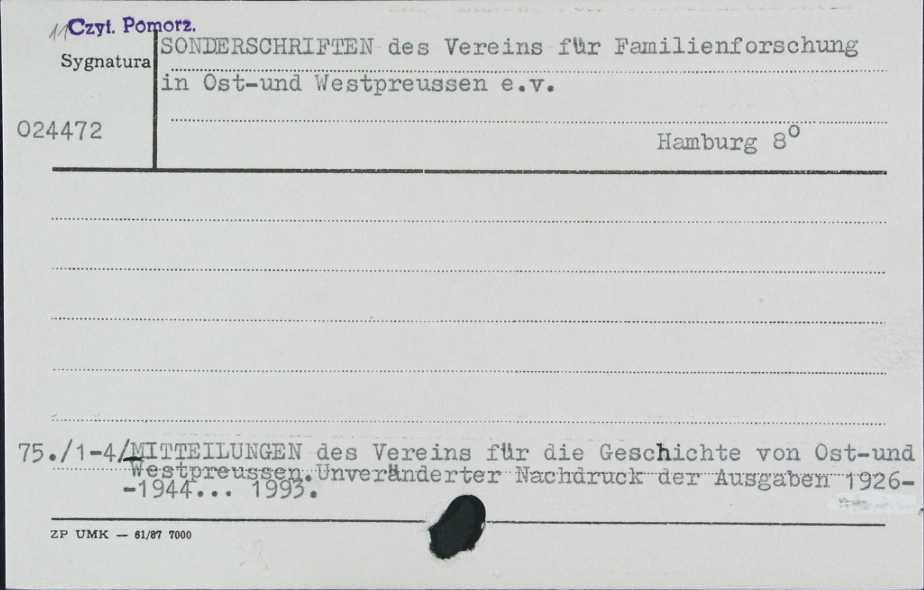 11 Czyt. Pomorz.
Sygnatura
SONDERSCHRIFTEN des Vereins für Familienforschung
in Ost-und Westpreussen e.v.
024472
Hamburg 8º
75./1-4/MITTEILUNGEN des Vereins für die Geschichte von Ost-und
Westpreussen.Unveränderter Nachdruck der Ausgaben 1926-
-1944... 1993.
ZP UMK — 61/87 7000